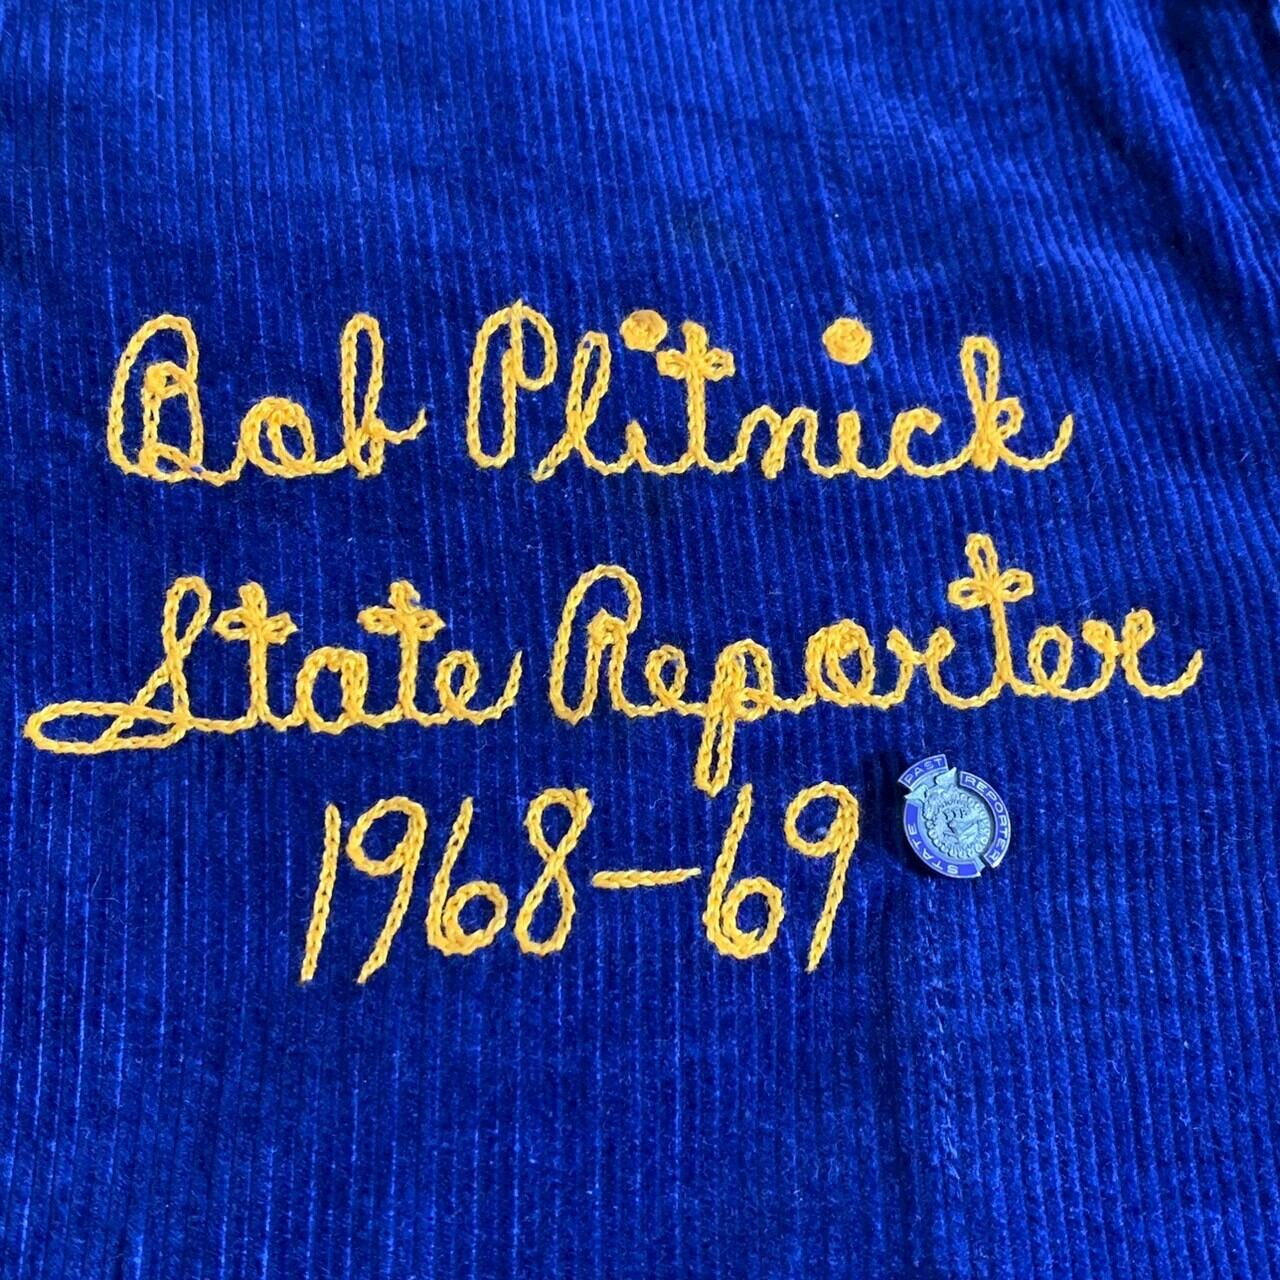 Bob Plitnick
State Reporter
1968-69
PAST
STATE
REPORTER